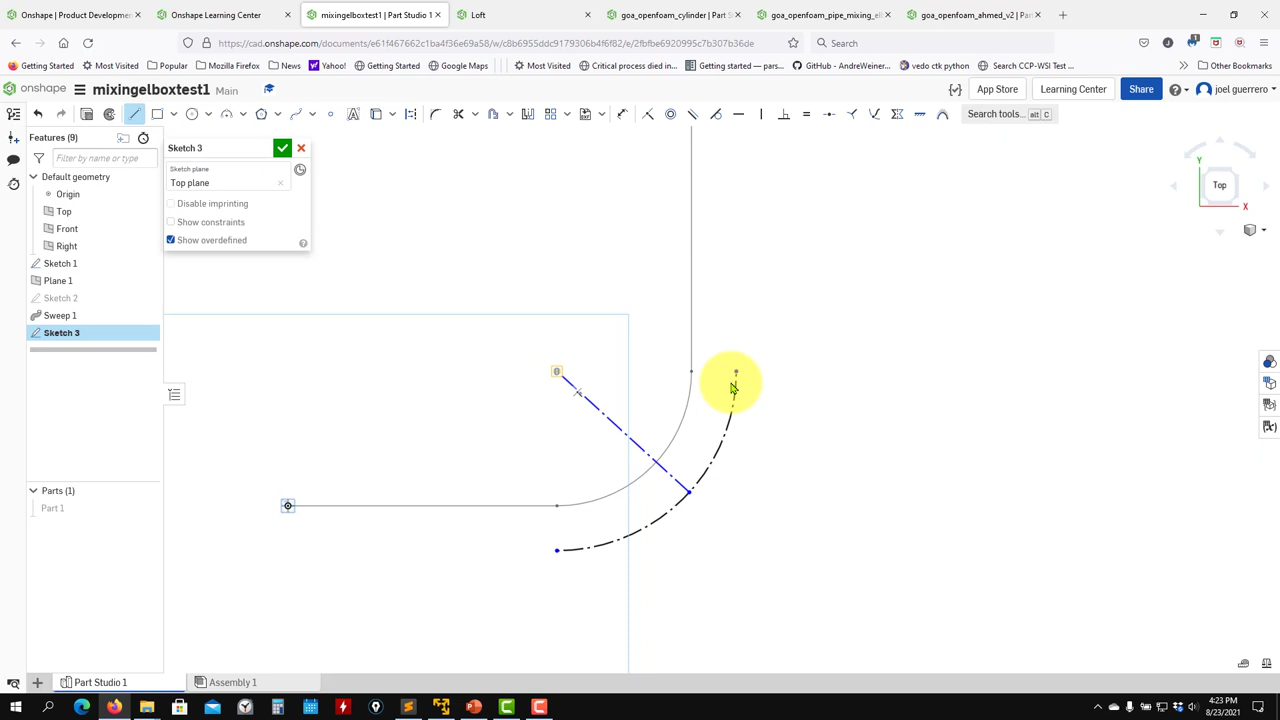 Onshape | Product Developmen
Onshape Learning Center
mixingelboxtest1 | Part Studio 1
Loft
goa_openfoam_cylinder | Part S
goa_openfoam_pipe_mixing_el
goa_openfoam_ahmed_v2 | Part
https://cad.onshape.com/documents/e61f467662c1ba4f36e0ea58/w/cdb6955ddc9179306b4f6f82/e/2fbfbe6920995c7b307b36de
Search
Getting Started
Most Visited
Popular
Mozilla Firefox
News
Yahoo!
Getting Started
Google Maps
Most Visited
Critical process died in...
Getting started — pars...
GitHub - AndreWeiner...
vedo ctk python
Search CCP-WSI Test ...
Other Bookmarks
onshape
mixingelboxtest1 Main
App Store
Learning Center
Share
joel guerrero
Search tools... alt C
Features (9)
Filter by name or type
Default geometry
Origin
Top
Front
Right
Sketch 1
Plane 1
Sketch 2
Sweep 1
Sketch 3
Parts (1)
Part 1
Sketch 3
Sketch plane
Top plane
Disable imprinting
Show constraints
Show overdefined
Y
Top
X
Part Studio 1
Assembly 1
4:23 PM
8/23/2021